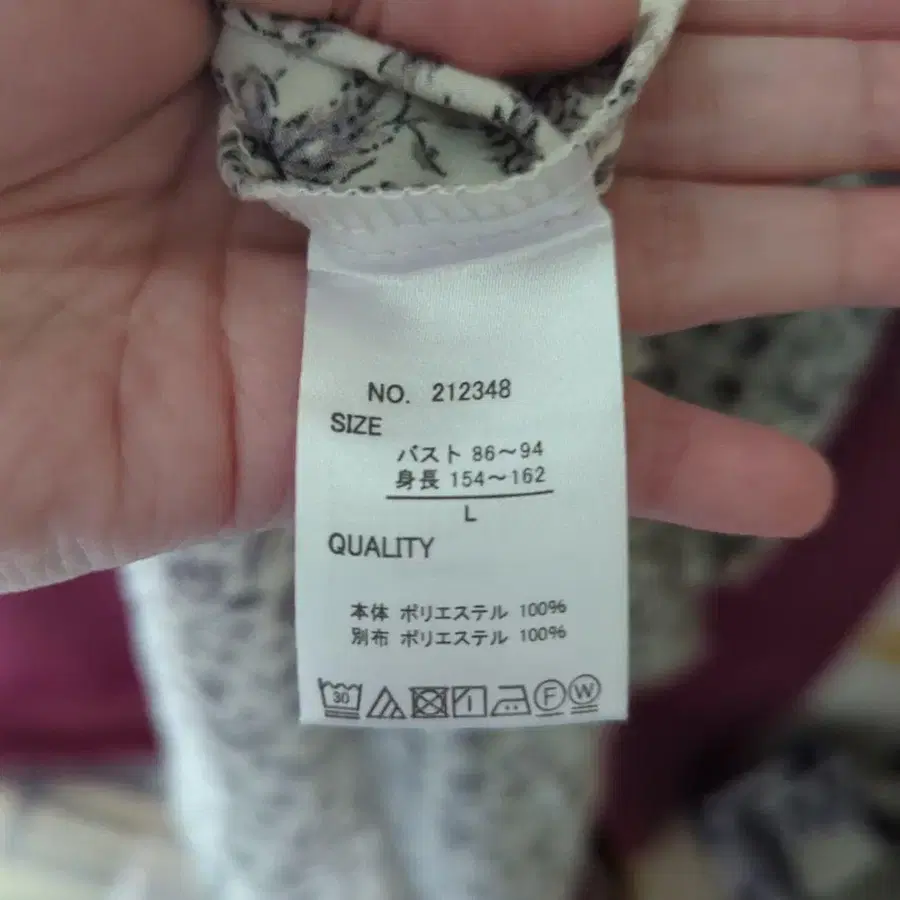 NO. 212348
SIZE
バスト 86～94
身長 154～162
L
QUALITY
本体 ポリエステル 100%
別布 ポリエステル 100%
30
F W